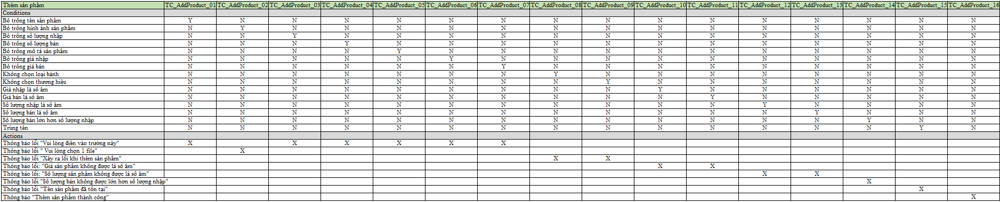 Thêm sản phẩm TC_AddProduct_01 TC_AddProduct_02 TC_AddProduct_03 TC_AddProduct_04 TC_AddProduct_05 TC_AddProduct_06 TC_AddProduct_07 TC_AddProduct_08 TC_AddProduct_09 TC_AddProduct_10 TC_AddProduct_11 TC_AddProduct_12 TC_AddProduct_13 TC_AddProduct_14 TC_AddProduct_15 TC_AddProduct_16
Conditions
Bỏ trống tên sản phẩm Y N N N N N N N N N N N N N N N
Bỏ trống hình ảnh sản phẩm N Y N N N N N N N N N N N N N N
Bỏ trống số lượng nhập N N Y N N N N N N N N N N N N N
Bỏ trống số lượng bán N N N Y N N N N N N N N N N N N
Bỏ trống mô tả sản phẩm N N N N Y N N N N N N N N N N N
Bỏ trống giá nhập N N N N N Y N N N N N N N N N N
Bỏ trống giá bán N N N N N N Y N N N N N N N N N
Không chọn loại bánh N N N N N N N Y N N N N N N N N
Không chọn thương hiệu N N N N N N N N Y N N N N N N N
Giá nhập là số âm N N N N N N N N N Y N N N N N N
Giá bán là số âm N N N N N N N N N N Y N N N N N
Số lượng nhập là số âm N N N N N N N N N N N Y N N N N
Số lượng bán là số âm N N N N N N N N N N N N Y N N N
Số lượng bán lớn hơn số lượng nhập N N N N N N N N N N N N N Y N N
Trùng tên N N N N N N N N N N N N N N Y N
Actions
Thông báo lỗi "Vui lòng điền vào trường này" X X X X X X
Thông báo lỗi " Vui lòng chọn 1 file" X
Thông báo lỗi "Xảy ra lỗi khi thêm sản phẩm" X X
Thông báo lỗi: "Giá sản phẩm không được là số âm" X X
Thông báo lỗi: "Số lượng sản phẩm không được là số âm" X X
Thông báo lỗi "Số lượng bán không được lớn hơn số lượng nhập" X
Thông báo lỗi "Tên sản phẩm đã tồn tại" X
Thông báo "Thêm sản phẩm thành công" X